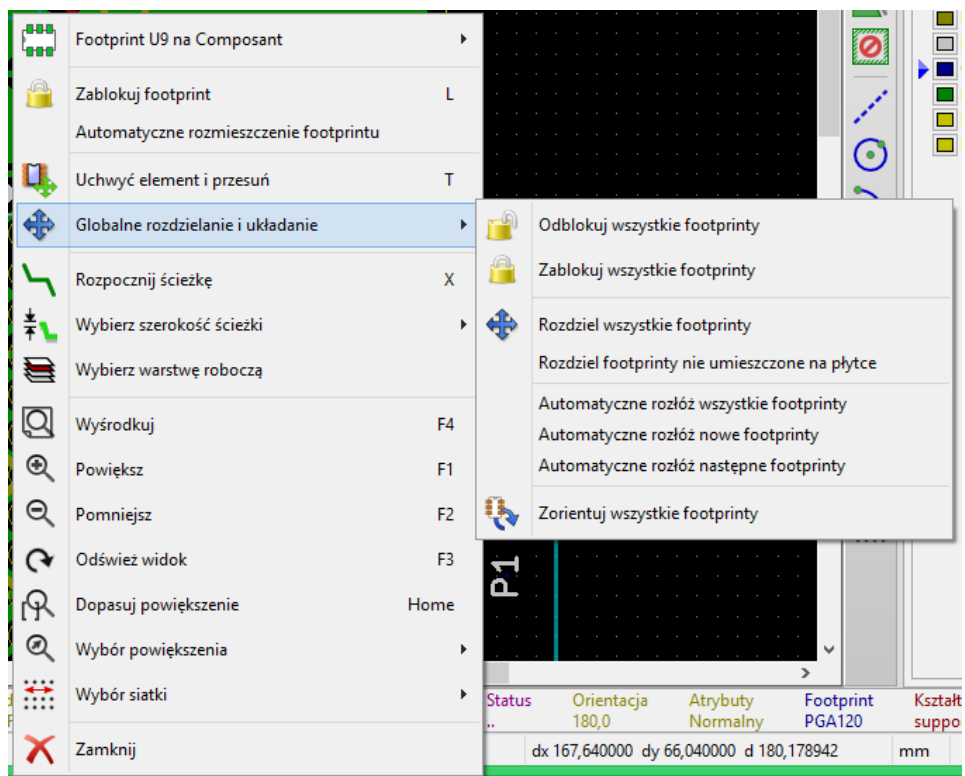 Footprint U9 na Composant
Zablokuj footprint L
Automatyczne rozmieszczenie footprintu
Uchwyć element i przesuń T
Globalne rozdzielanie i układanie
Rozpocznij ścieżkę X
Wybierz szerokość ścieżki
Wybierz warstwę roboczą
Wyśrodkuj F4
Powiększ F1
Pomniejsz F2
Odśwież widok F3
Dopasuj powiększenie Home
Wybór powiększenia
Wybór siatki
Zamknij
Odblokuj wszystkie footprinty
Zablokuj wszystkie footprinty
Rozdziel wszystkie footprinty
Rozdziel footprinty nie umieszczone na płytce
Automatyczne rozłóż wszystkie footprinty
Automatyczne rozłóż nowe footprinty
Automatyczne rozłóż następne footprinty
Zorientuj wszystkie footprinty
P1
Status Orientacja Atrybuty Footprint Kształt
.. 180,0 Normalny PGA120 suppo
dx 167,640000 dy 66,040000 d 180,178942 mm